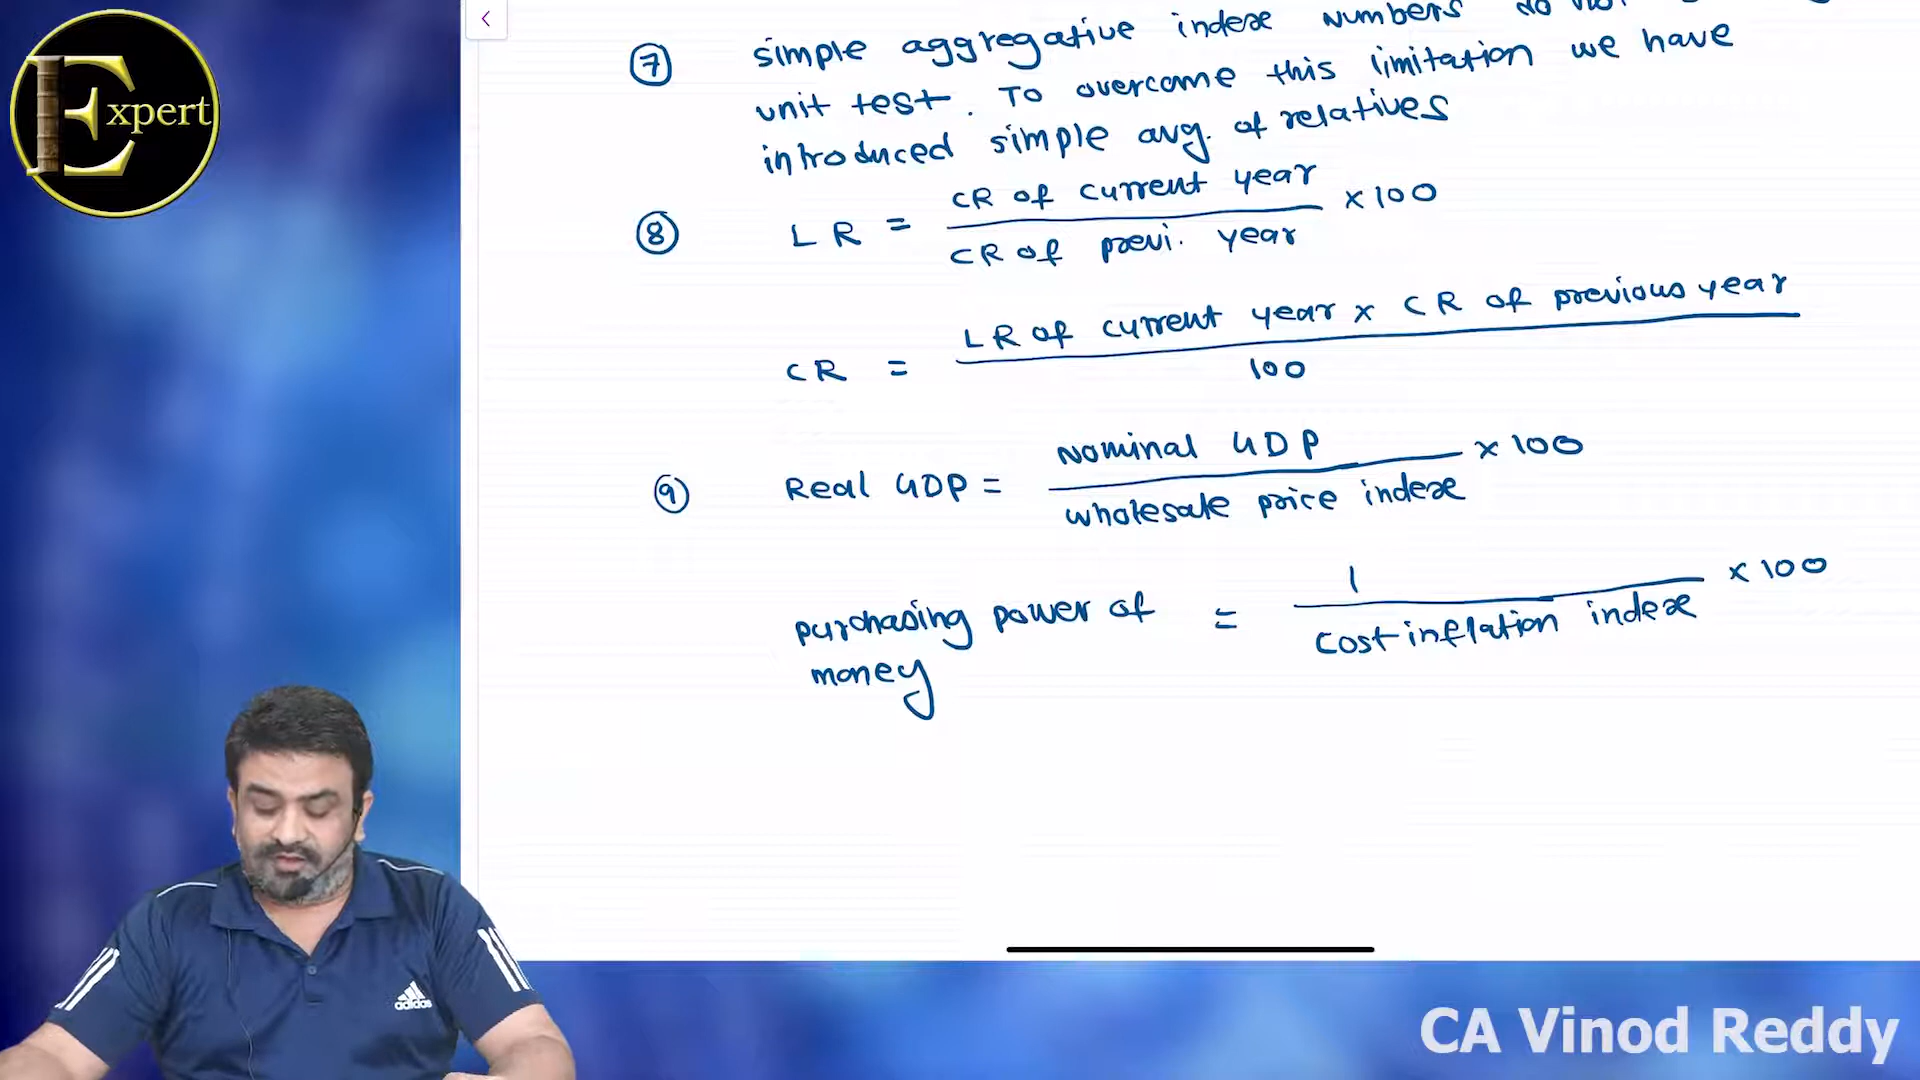 Expert
simple aggregative index numbers do not
⑦ unit test. To overcome this limitation we have
introduced simple avg. of relatives
⑧ LR = CR of current year / CR of previ. year × 100
CR = LR of current year × CR of previous year / 100
⑨ Real GDP = Nominal GDP / wholesale price index × 100
purchasing power of money = 1 / cost inflation index × 100
adidas
CA Vinod Reddy